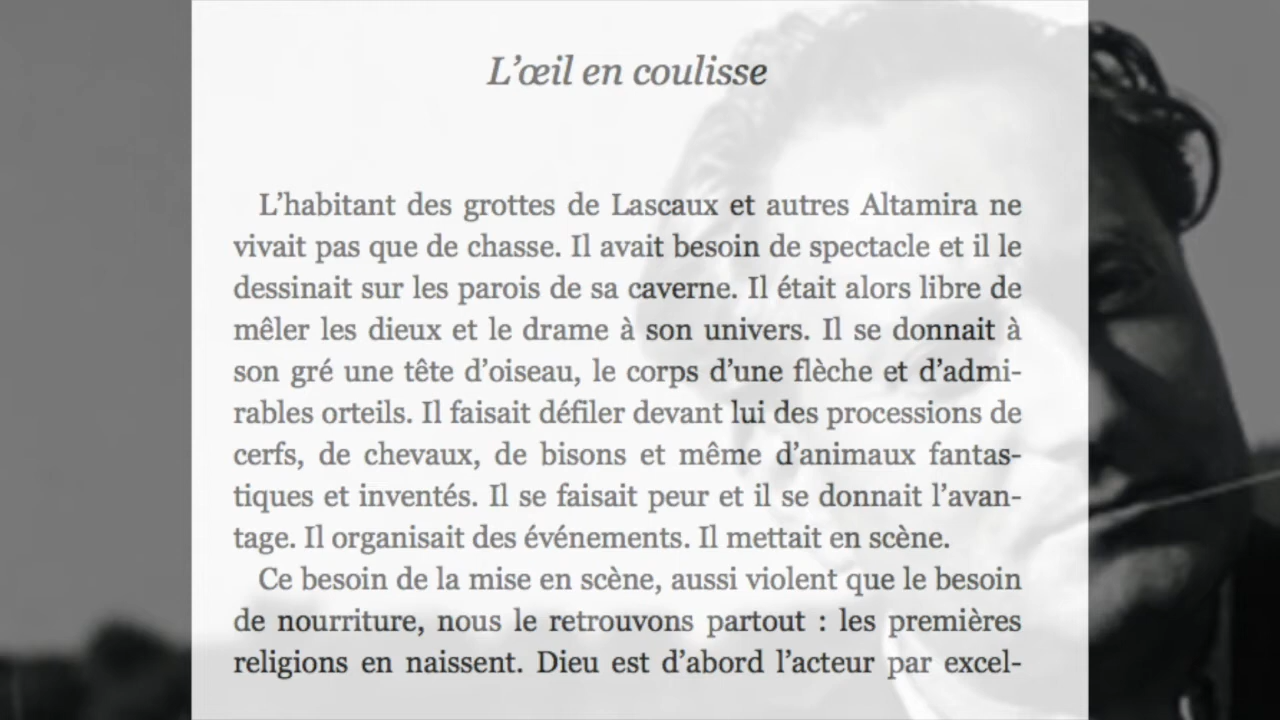 L’œil en coulisse
L’habitant des grottes de Lascaux et autres Altamira ne
vivait pas que de chasse. Il avait besoin de spectacle et il le
dessinait sur les parois de sa caverne. Il était alors libre de
mêler les dieux et le drame à son univers. Il se donnait à
son gré une tête d’oiseau, le corps d’une flèche et d’admi-
rables orteils. Il faisait défiler devant lui des processions de
cerfs, de chevaux, de bisons et même d’animaux fantas-
tiques et inventés. Il se faisait peur et il se donnait l’avan-
tage. Il organisait des événements. Il mettait en scène.
Ce besoin de la mise en scène, aussi violent que le besoin
de nourriture, nous le retrouvons partout : les premières
religions en naissent. Dieu est d’abord l’acteur par excel-